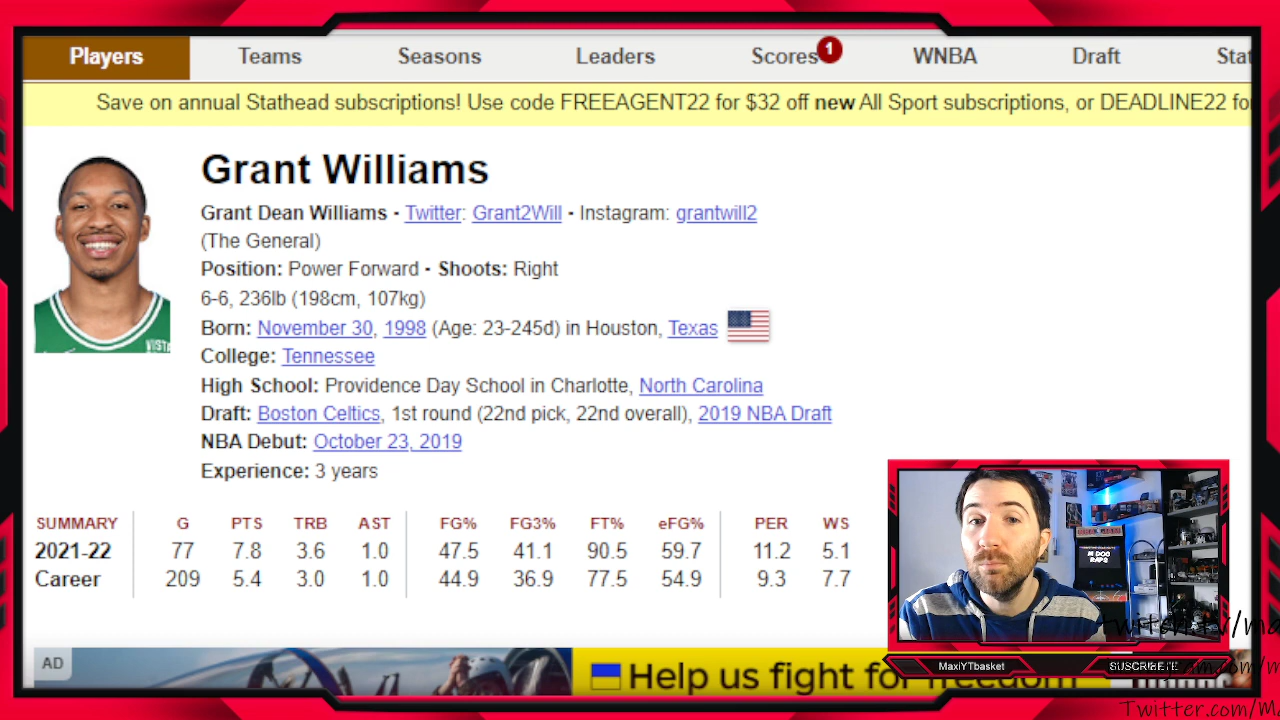 Players Teams Seasons Leaders Scores 1 WNBA Draft Stat
Save on annual Stathead subscriptions! Use code FREEAGENT22 for $32 off new All Sport subscriptions, or DEADLINE22 fo
Grant Williams
Grant Dean Williams · Twitter: Grant2Will · Instagram: grantwill2
(The General)
Position: Power Forward · Shoots: Right
6-6, 236lb (198cm, 107kg)
Born: November 30, 1998 (Age: 23-245d) in Houston, Texas
College: Tennessee
High School: Providence Day School in Charlotte, North Carolina
Draft: Boston Celtics, 1st round (22nd pick, 22nd overall), 2019 NBA Draft
NBA Debut: October 23, 2019
Experience: 3 years
SUMMARY G PTS TRB AST FG% FG3% FT% eFG% PER WS
2021-22 77 7.8 3.6 1.0 47.5 41.1 90.5 59.7 11.2 5.1
Career 209 5.4 3.0 1.0 44.9 36.9 77.5 54.9 9.3 7.7
AD
Help us fight for freedom
MaxiYTbasket
Twitter.com/Ma